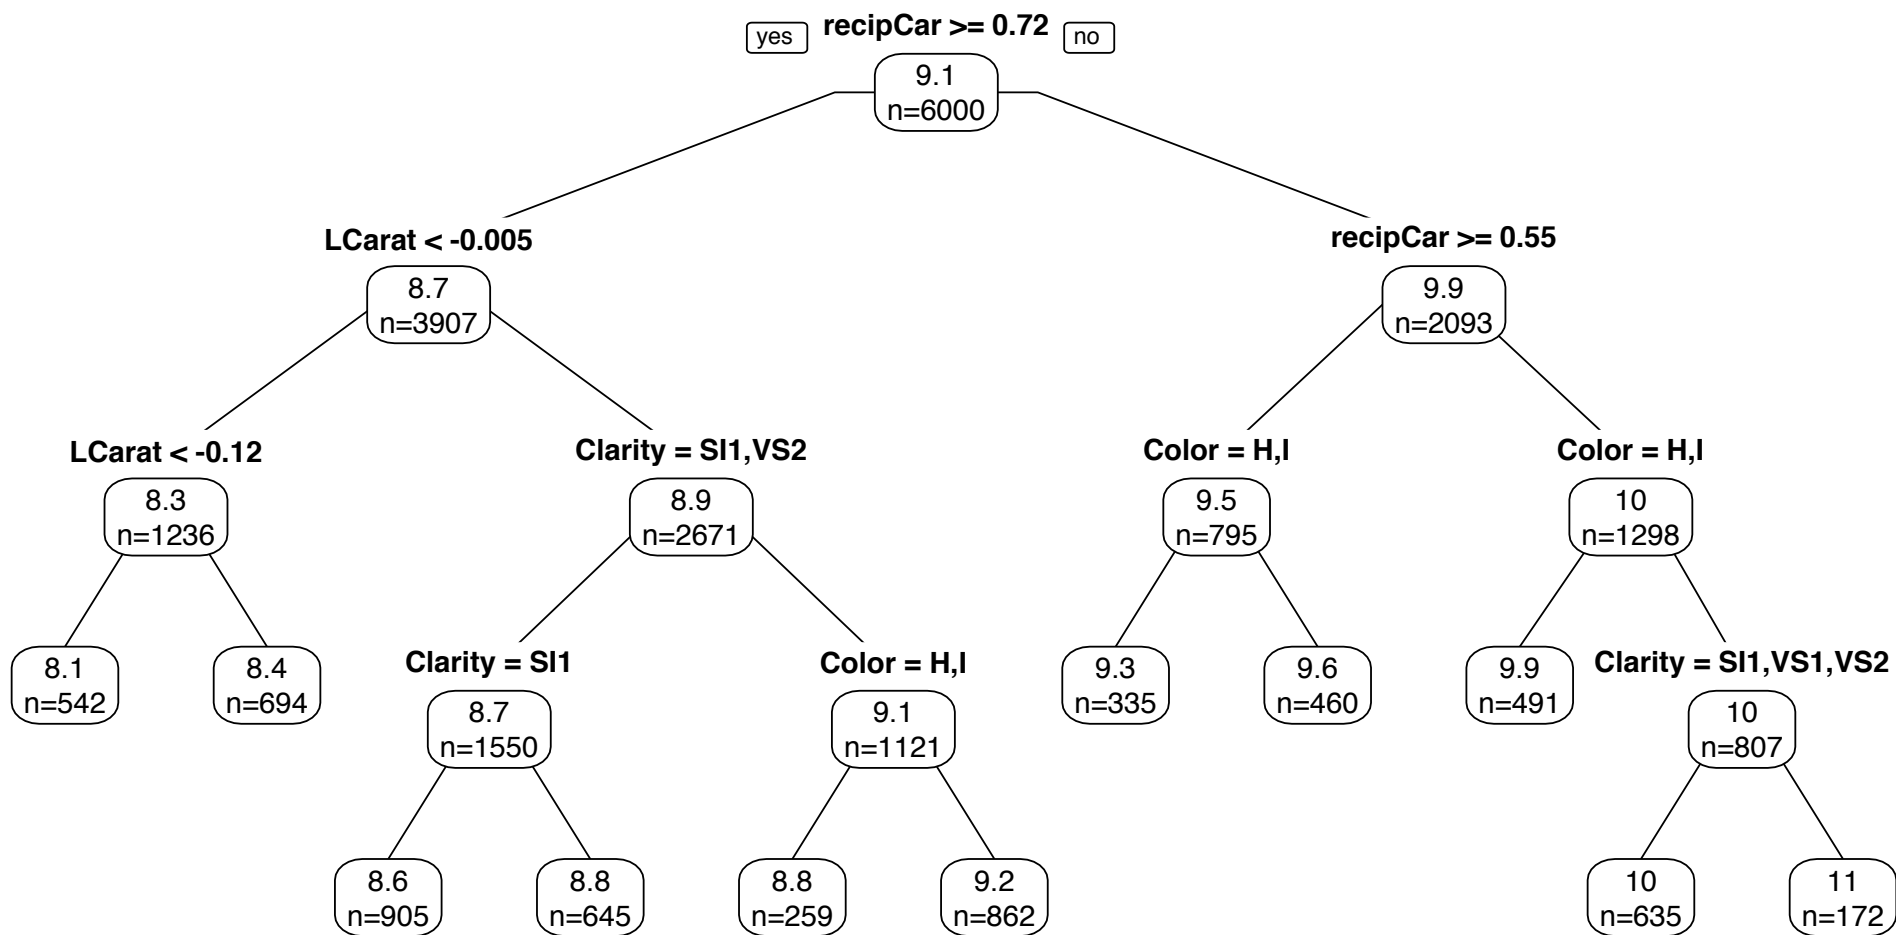 yes recipCar >= 0.72 no
9.1
n=6000
LCarat < -0.005
8.7
n=3907
recipCar >= 0.55
9.9
n=2093
LCarat < -0.12
8.3
n=1236
Clarity = SI1,VS2
8.9
n=2671
Color = H,I
9.5
n=795
Color = H,I
10
n=1298
8.1
n=542
8.4
n=694
Clarity = SI1
8.7
n=1550
Color = H,I
9.1
n=1121
9.3
n=335
9.6
n=460
9.9
n=491
Clarity = SI1,VS1,VS2
10
n=807
8.6
n=905
8.8
n=645
8.8
n=259
9.2
n=862
10
n=635
11
n=172